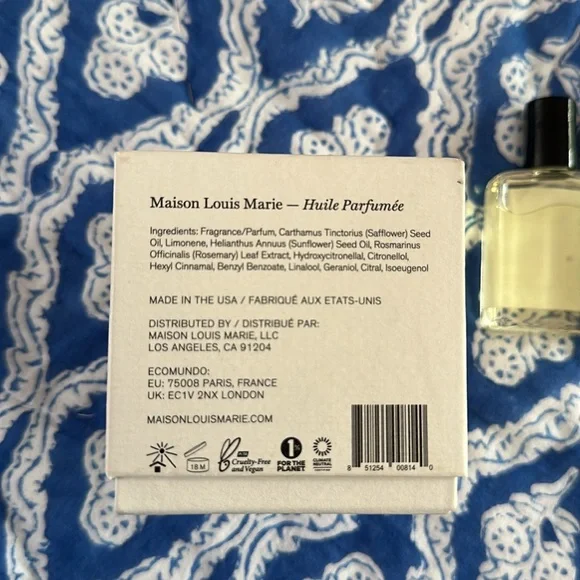 Maison Louis Marie — Huile Parfumée
Ingredients: Fragrance/Parfum, Carthamus Tinctorius (Safflower) Seed
Oil, Limonene, Helianthus Annuus (Sunflower) Seed Oil, Rosmarinus
Officinalis (Rosemary) Leaf Extract, Hydroxycitronellal, Citronellol,
Hexyl Cinnamal, Benzyl Benzoate, Linalool, Geraniol, Citral, Isoeugenol
MADE IN THE USA / FABRIQUÉ AUX ETATS-UNIS
DISTRIBUTED BY / DISTRIBUÉ PAR:
MAISON LOUIS MARIE, LLC
LOS ANGELES, CA 91204
ECOMUNDO:
EU: 75008 PARIS, FRANCE
UK: EC1V 2NX LONDON
MAISONLOUISMARIE.COM
18 M
Cruelty-Free
and Vegan
1%
FOR THE
PLANET
CLIMATE
NEUTRAL
8 51254 00814 0